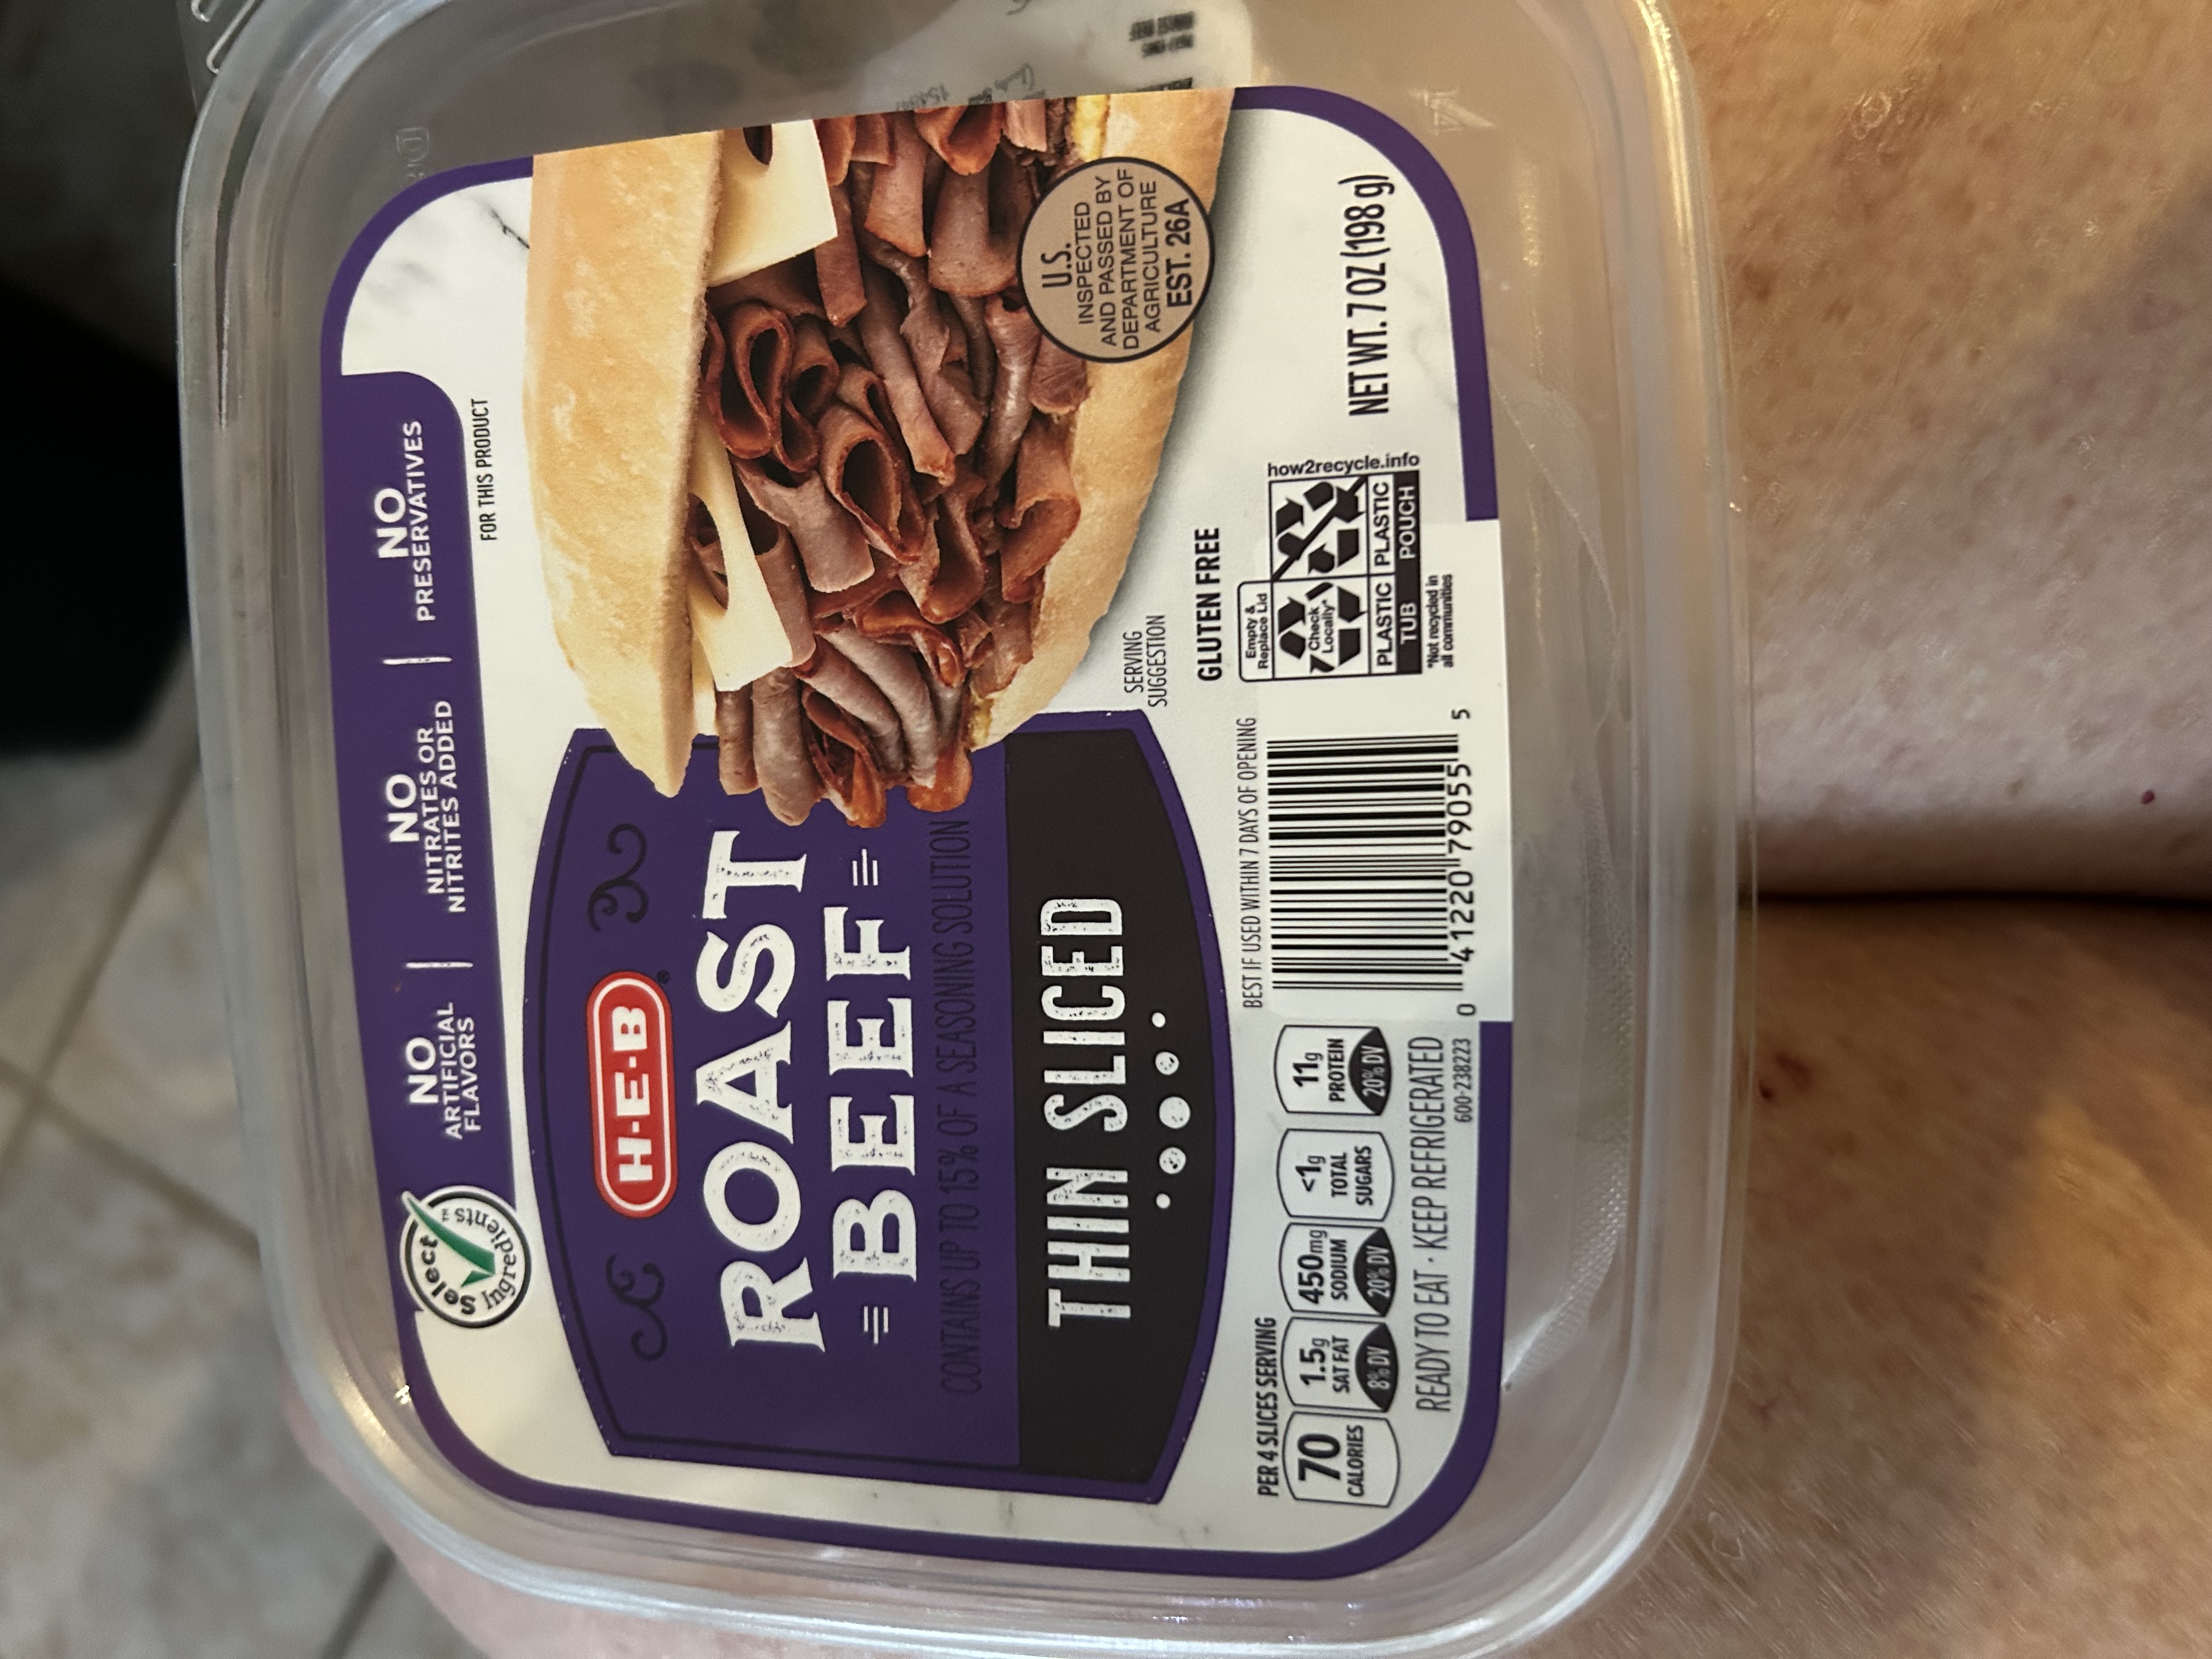 Select
Ingredients™
NO
ARTIFICIAL
FLAVORS
NO
NITRATES OR
NITRITES ADDED
NO
PRESERVATIVES
FOR THIS PRODUCT
H-E-B®
ROAST
BEEF
CONTAINS UP TO 15% OF A SEASONING SOLUTION
THIN SLICED
U.S.
INSPECTED
AND PASSED BY
DEPARTMENT OF
AGRICULTURE
EST. 26A
SERVING
SUGGESTION
GLUTEN FREE
PER 4 SLICES SERVING
70
CALORIES
1.5g
SAT FAT
8% DV
450mg
SODIUM
20% DV
<1g
TOTAL
SUGARS
11g
PROTEIN
20% DV
READY TO EAT · KEEP REFRIGERATED
600-238223
BEST IF USED WITHIN 7 DAYS OF OPENING
0 41220 79055 5
Empty &
Replace Lid
Check
Locally*
PLASTIC
TUB
PLASTIC
POUCH
*Not recycled in
all communities
how2recycle.info
NET WT. 7 OZ (198 g)